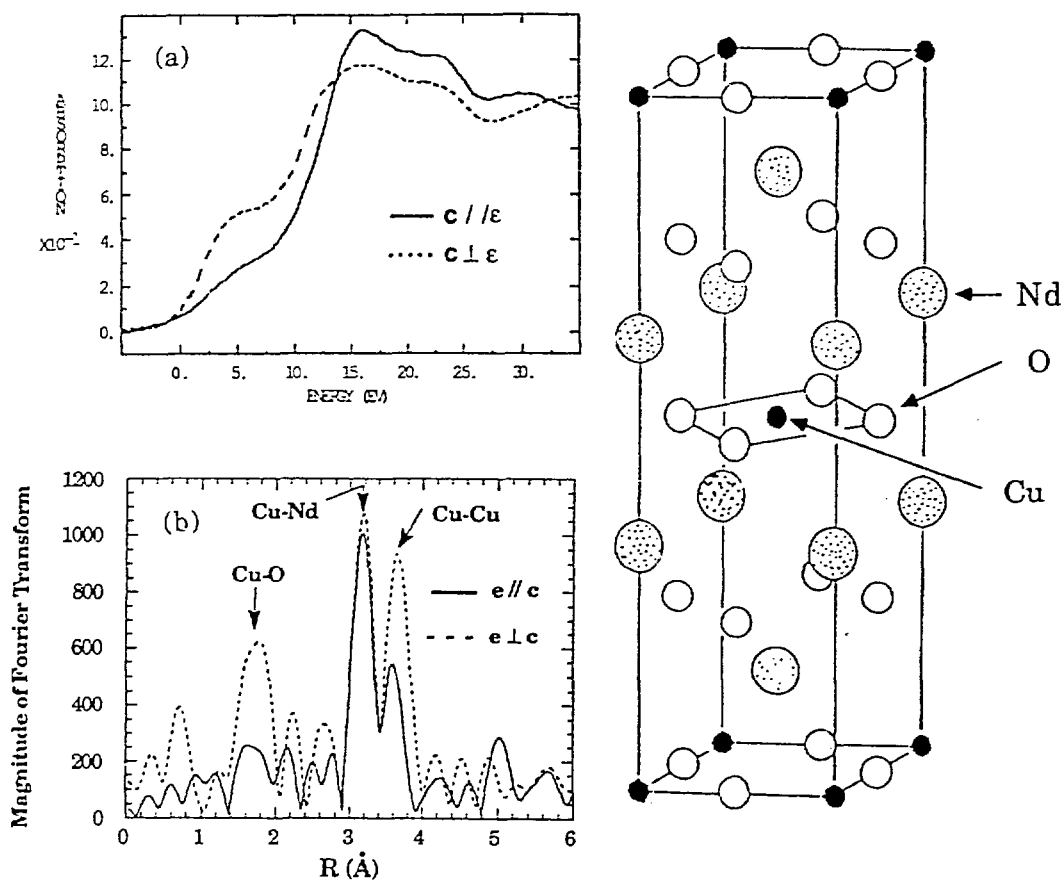 (a)
12.
10.
8.
6.
4.
2.
0.
c //ε
c ⊥ ε
0. 5. 10. 15. 20. 25. 30.
ENERGY (EV)
Nd
O
Cu
(b)
Magnitude of Fourier Transform
1200
1000
800
600
400
200
0
Cu-Nd
Cu-Cu
Cu-O
e // c
e ⊥ c
0 1 2 3 4 5 6
R (Å)